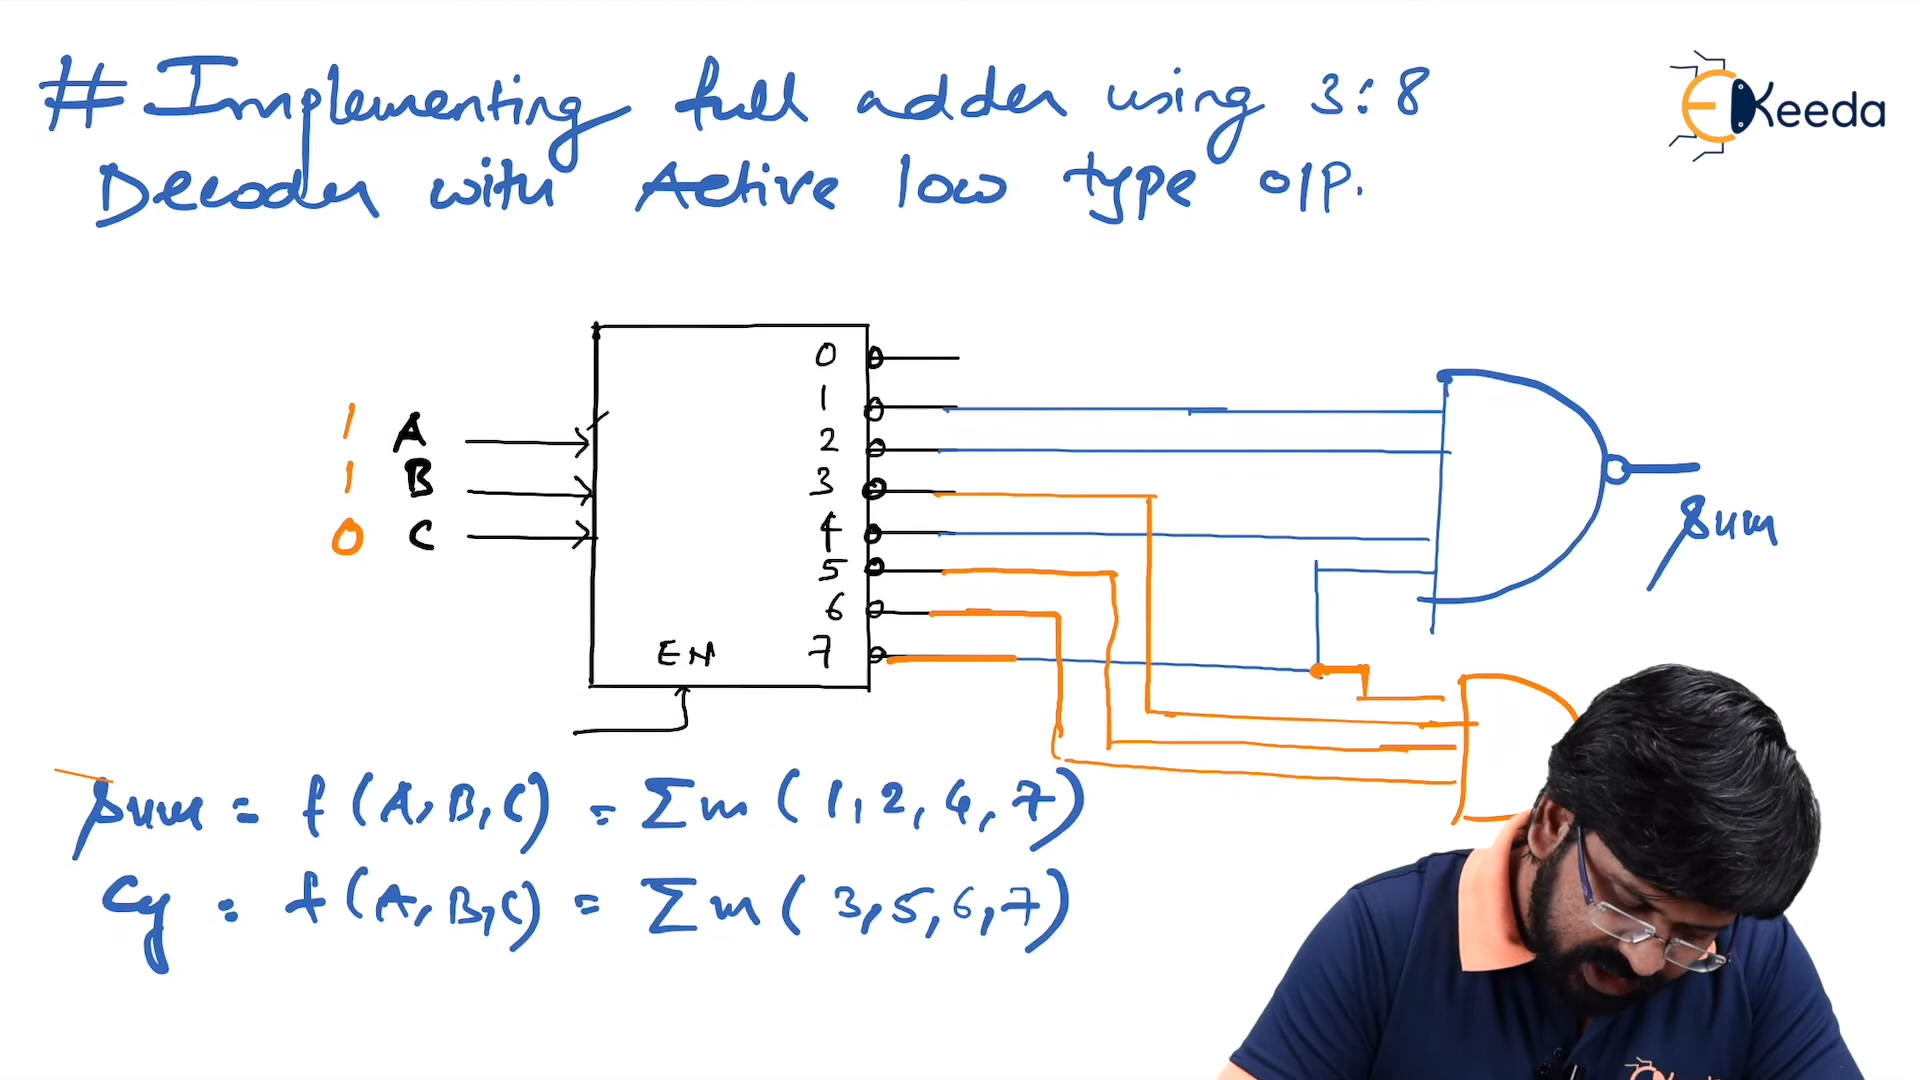 # Implementing full adder using 3:8
Decoder with Active low type o/p.
EKeeda
0
1
1 A
2
1 B
3
0 C
4
5
6
EN 7
Sum
Sum = f(A,B,C) = Σm(1,2,4,7)
Cy = f(A,B,C) = Σm(3,5,6,7)